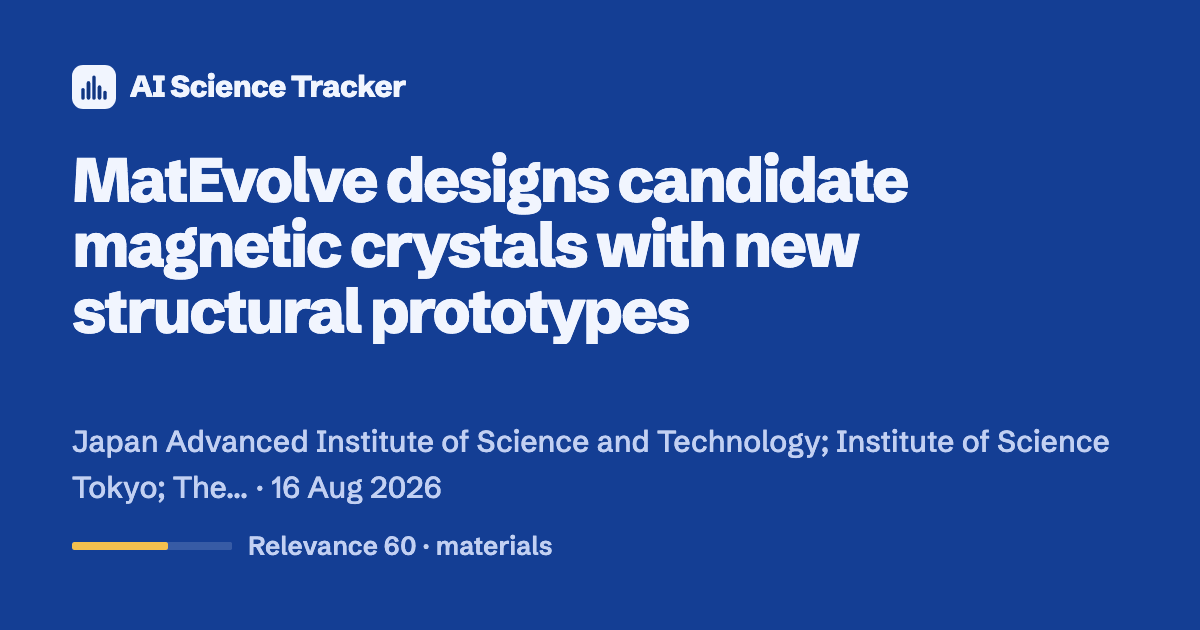 AI Science Tracker
MatEvolve designs candidate
magnetic crystals with new
structural prototypes
Japan Advanced Institute of Science and Technology; Institute of Science
Tokyo; The... · 16 Aug 2026
Relevance 60 · materials